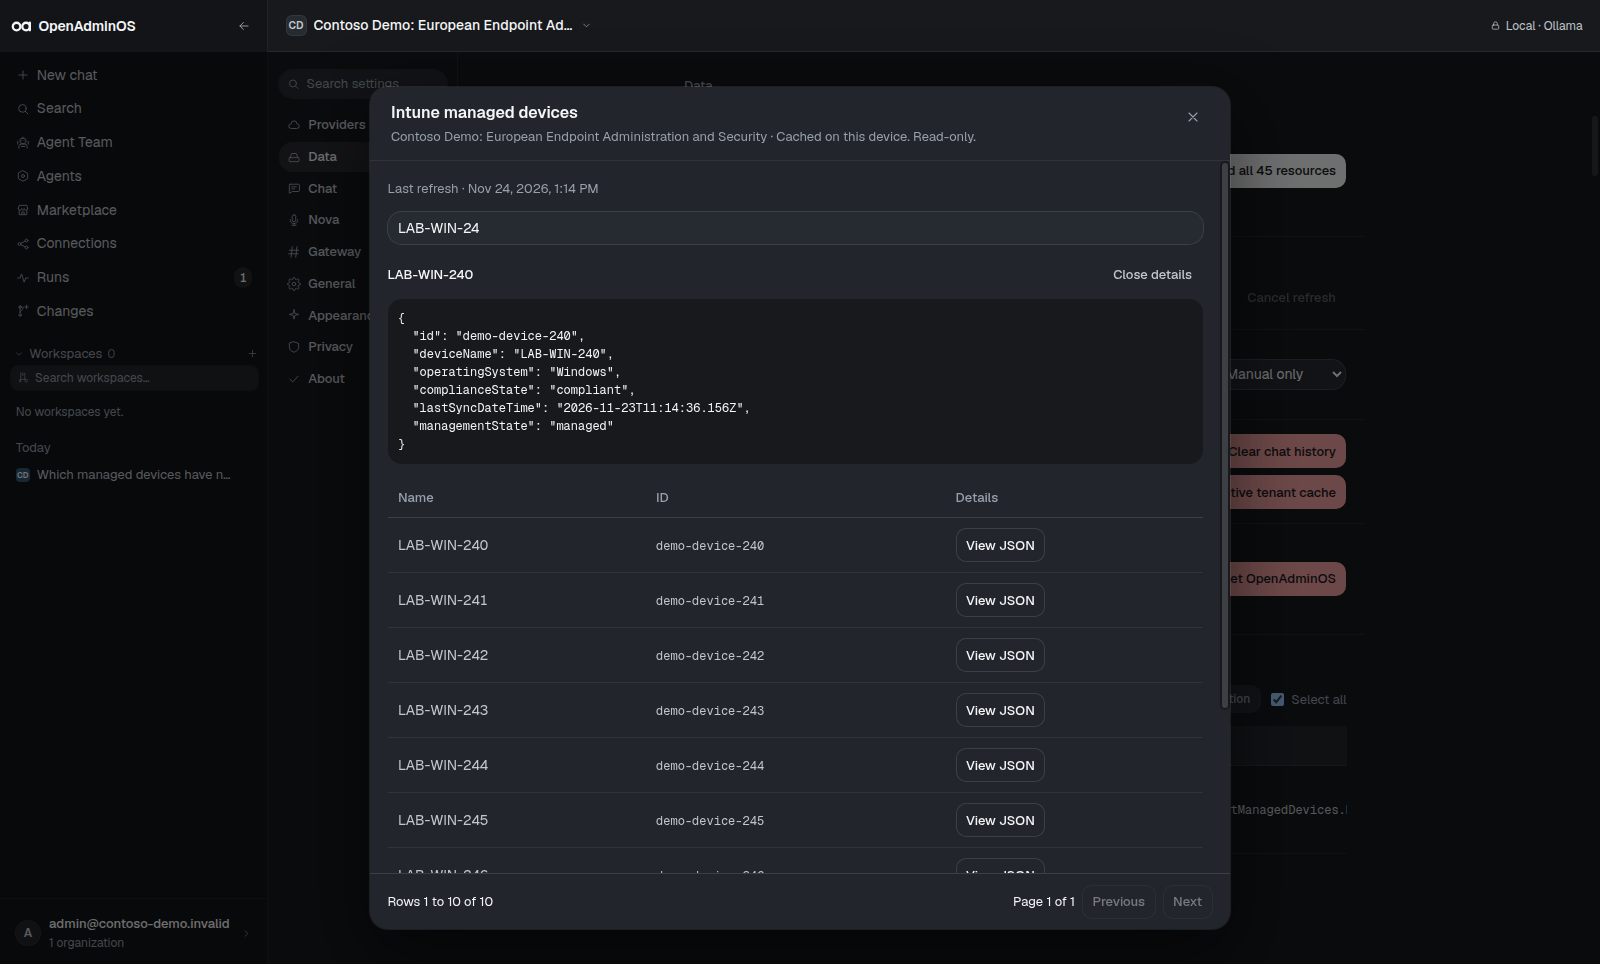 OpenAdminOS
CD Contoso Demo: European Endpoint Ad...
Local · Ollama
New chat
Search
Agent Team
Agents
Marketplace
Connections
Runs 1
Changes
Workspaces 0
Search workspaces...
No workspaces yet.
Today
CD Which managed devices have n...
A admin@contoso-demo.invalid
1 organization
Search settings
Providers
Data
Chat
Nova
Gateway
General
Appearan
Privacy
About
Data
d all 45 resources
Cancel refresh
Manual only
Clear chat history
tive tenant cache
et OpenAdminOS
tion
Select all
tManagedDevices.
Intune managed devices
Contoso Demo: European Endpoint Administration and Security · Cached on this device. Read-only.
Last refresh · Nov 24, 2026, 1:14 PM
LAB-WIN-24
LAB-WIN-240
Close details
{
"id": "demo-device-240",
"deviceName": "LAB-WIN-240",
"operatingSystem": "Windows",
"complianceState": "compliant",
"lastSyncDateTime": "2026-11-23T11:14:36.156Z",
"managementState": "managed"
}
Name ID Details
LAB-WIN-240 demo-device-240 View JSON
LAB-WIN-241 demo-device-241 View JSON
LAB-WIN-242 demo-device-242 View JSON
LAB-WIN-243 demo-device-243 View JSON
LAB-WIN-244 demo-device-244 View JSON
LAB-WIN-245 demo-device-245 View JSON
Rows 1 to 10 of 10
Page 1 of 1 Previous Next